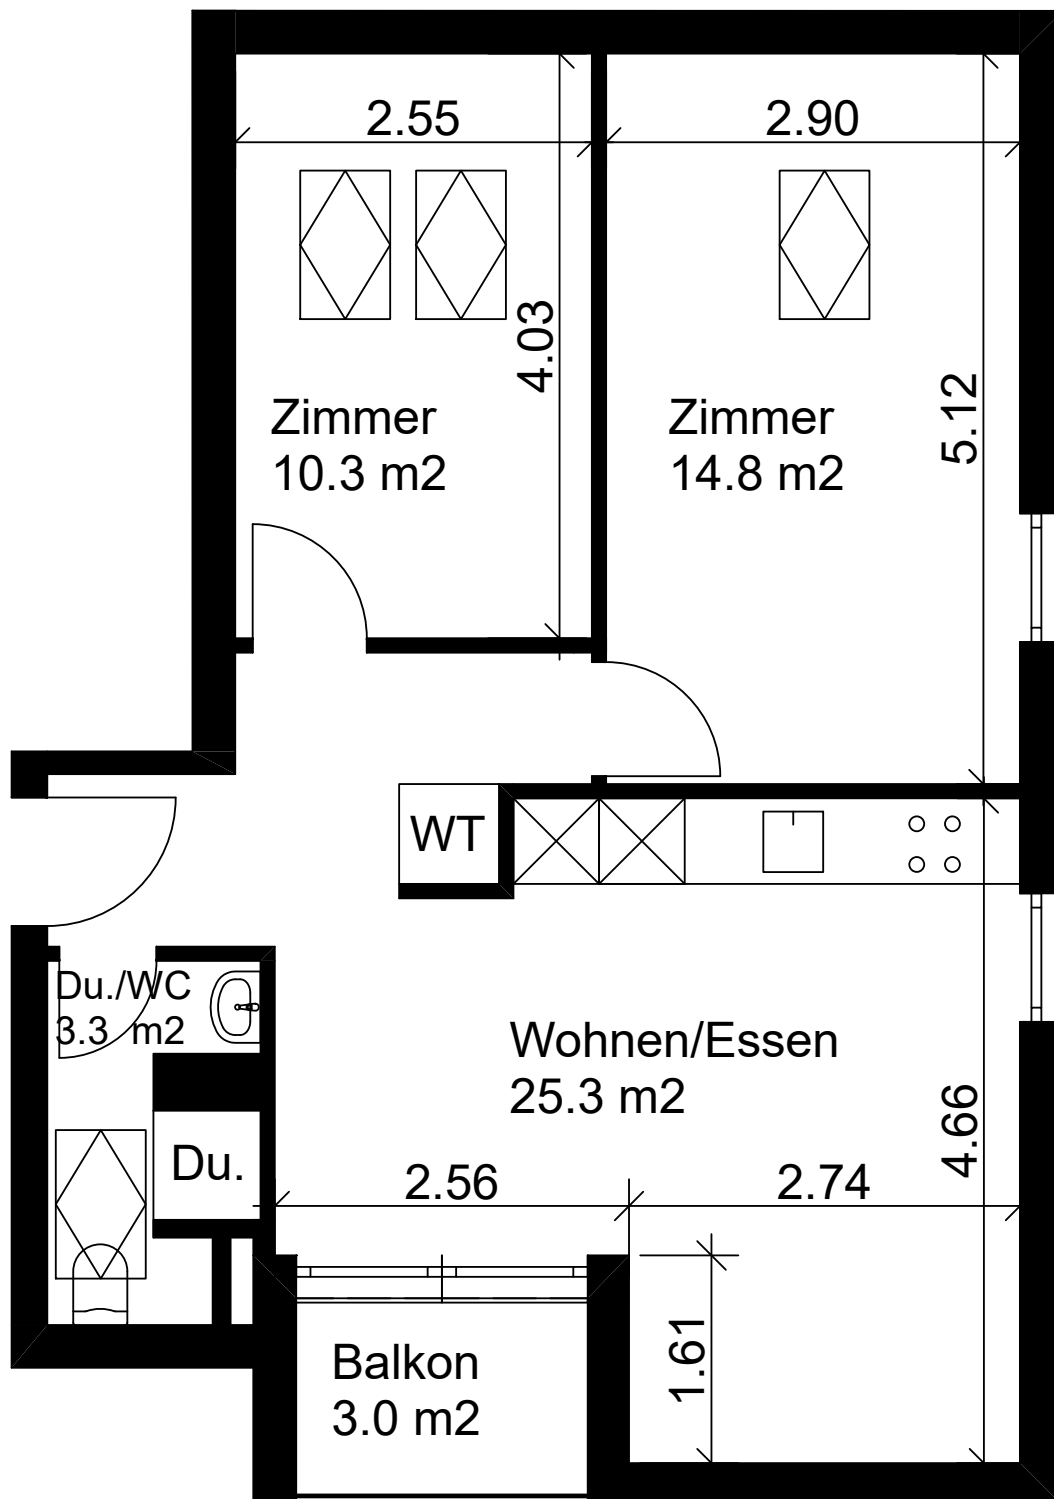 2.55
2.90
4.03
5.12
Zimmer
10.3 m2
Zimmer
14.8 m2
WT
Du./WC
3.3 m2
Wohnen/Essen
25.3 m2
4.66
Du.
2.56
2.74
1.61
Balkon
3.0 m2